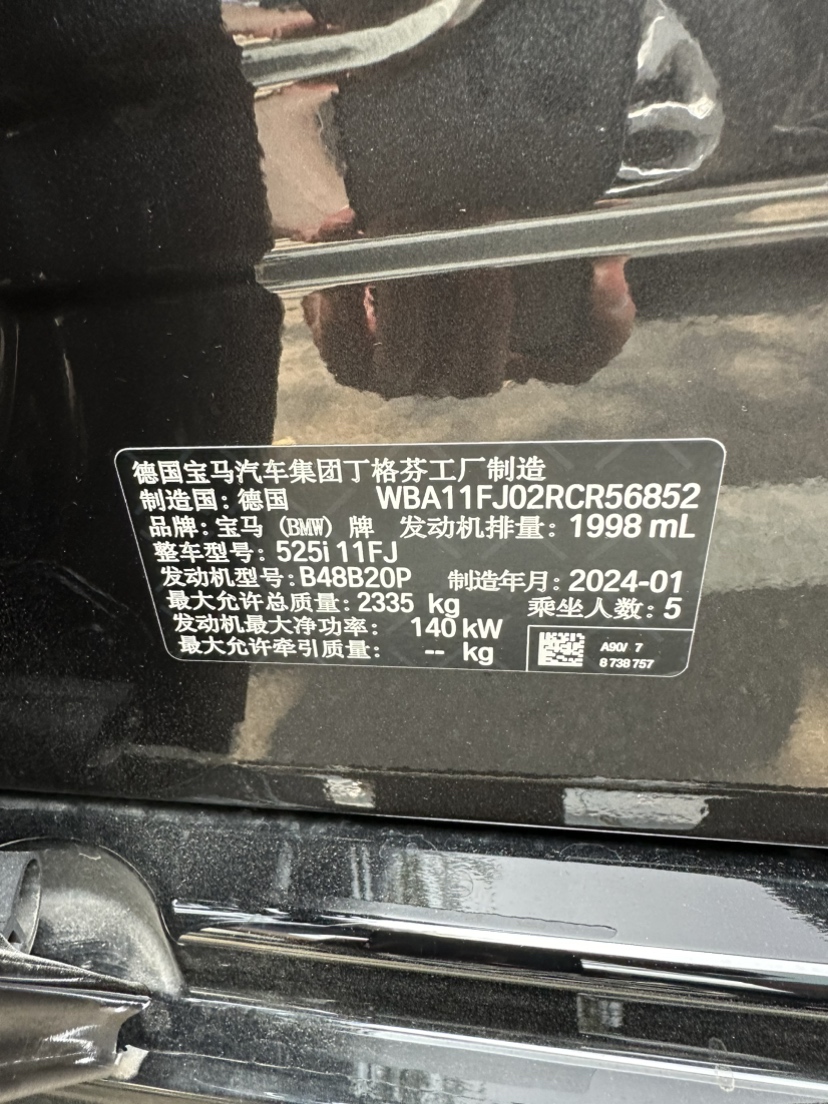 德国宝马汽车集团丁格芬工厂制造
制造国：德国 WBA11FJ02RCR56852
品牌：宝马（BMW）牌 发动机排量：1998 mL
整车型号：525i 11FJ
发动机型号：B48B20P 制造年月：2024-01
最大允许总质量：2335 kg 乘坐人数：5
发动机最大净功率： 140 kW
最大允许牵引质量： -- kg
A90/ 7
8 738 757